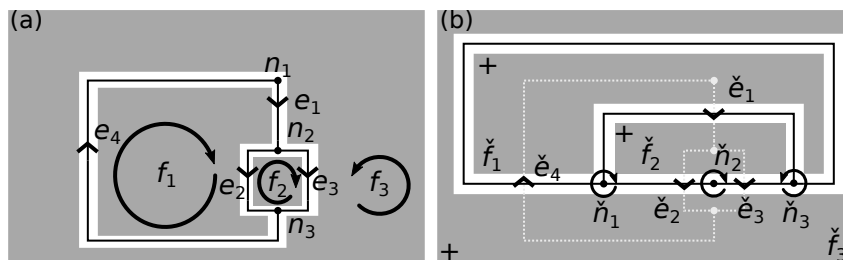 (a)
n₁
e₁
e₄
n₂
f₁
e₂
f₂
e₃
f₃
n₃
(b)
+
ě₁
+
f̌₁
ě₄
f̌₂
ň₂
ň₁
ě₂
ě₃
ň₃
+
f̌₃